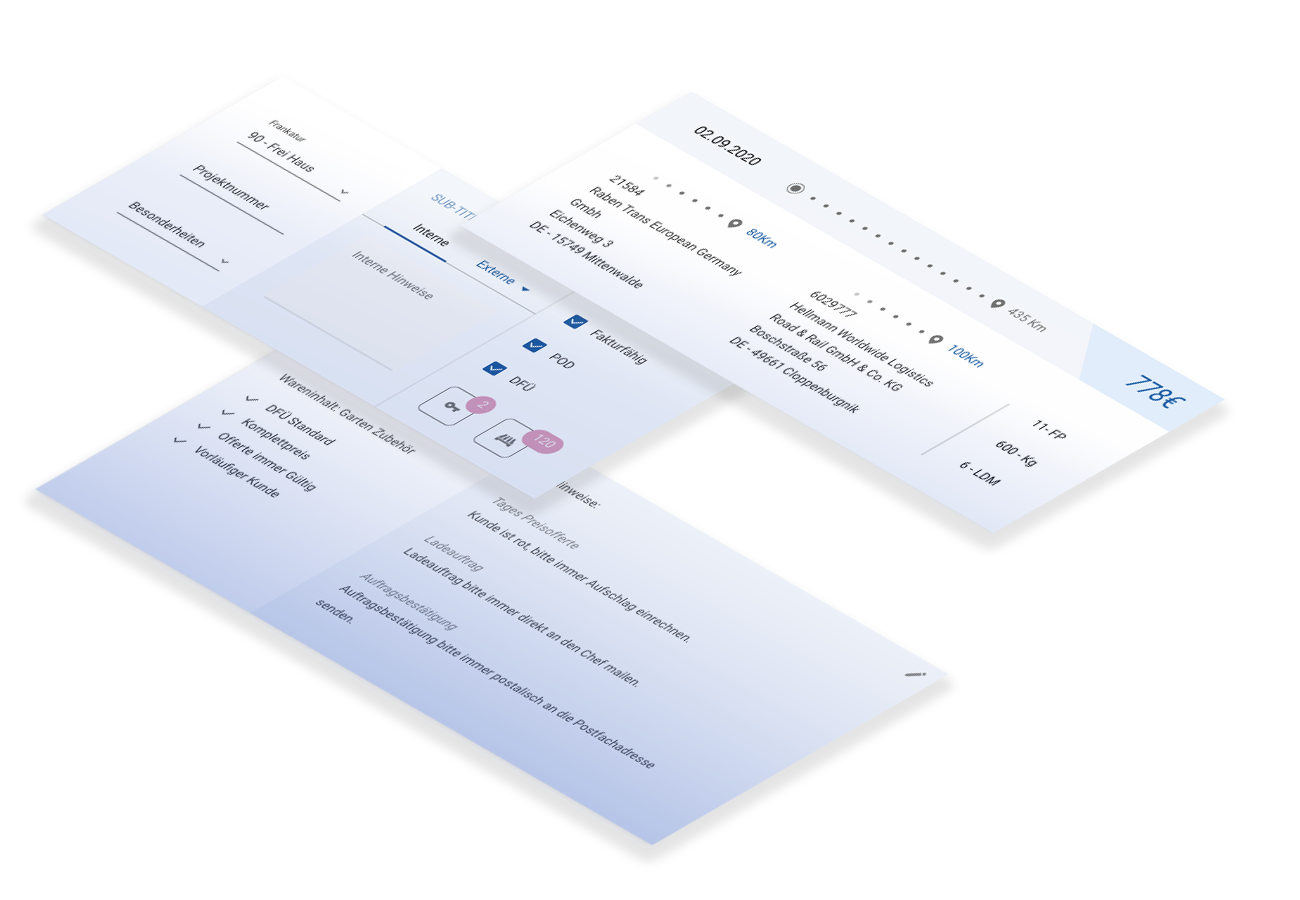 Frankatur
90 - Frei Haus
Projektnummer
Besonderheiten
SUB-TIT
Interne
Externe
Interne Hinweise
Fakturfähig
POD
DFÜ
2
120
02.09.2020
435 Km
778€
21584
Raben Trans European Germany
Gmbh
Eichenweg 3
DE - 15749 Mittenwalde
80Km
6029777
Hellmann Worldwide Logistics
Road & Rail GmbH & Co. KG
Boschstraße 56
DE - 49661 Cloppenburgnik
100Km
11- FP
600 - Kg
6 - LDM
Wareninhalt: Garten Zubehör
DFÜ Standard
Komplettpreis
Offerte immer Gültig
Vorläufiger Kunde
inweise:
Tages Preisofferte
Kunde ist rot, bitte immer Aufschlag einrechnen.
Ladeauftrag
Ladeauftrag bitte immer direkt an den Chef mailen.
Auftragsbestätigung
Auftragsbestätigung bitte immer postalisch an die Postfachadresse
senden.